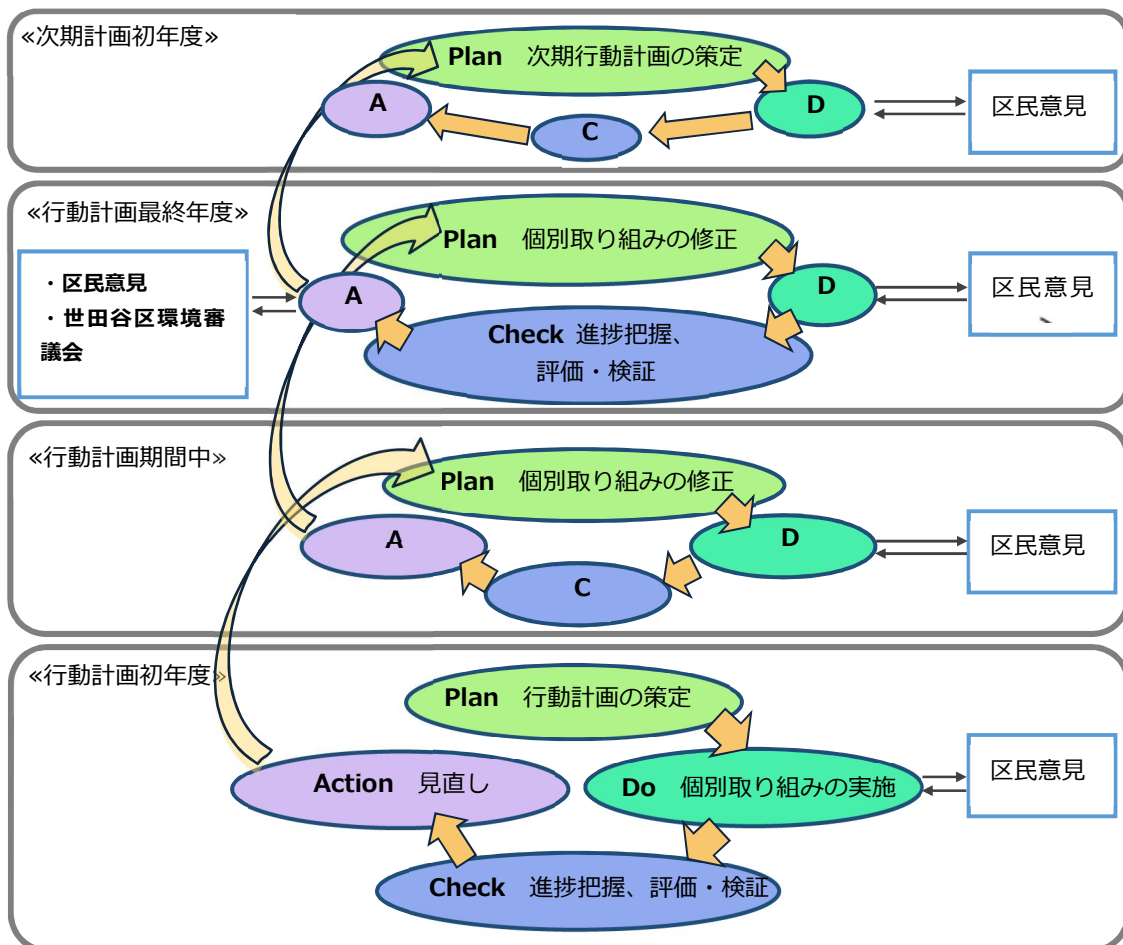 «次期計画初年度»
Plan　次期行動計画の策定
A
D
C
区民意見
«行動計画最終年度»
Plan　個別取り組みの修正
・区民意見
・世田谷区環境審
議会
A
D
区民意見
Check 進捗把握、
評価・検証
«行動計画期間中»
Plan　個別取り組みの修正
A
D
C
区民意見
«行動計画初年度»
Plan　行動計画の策定
Action　見直し
Do　個別取り組みの実施
区民意見
Check　進捗把握、評価・検証